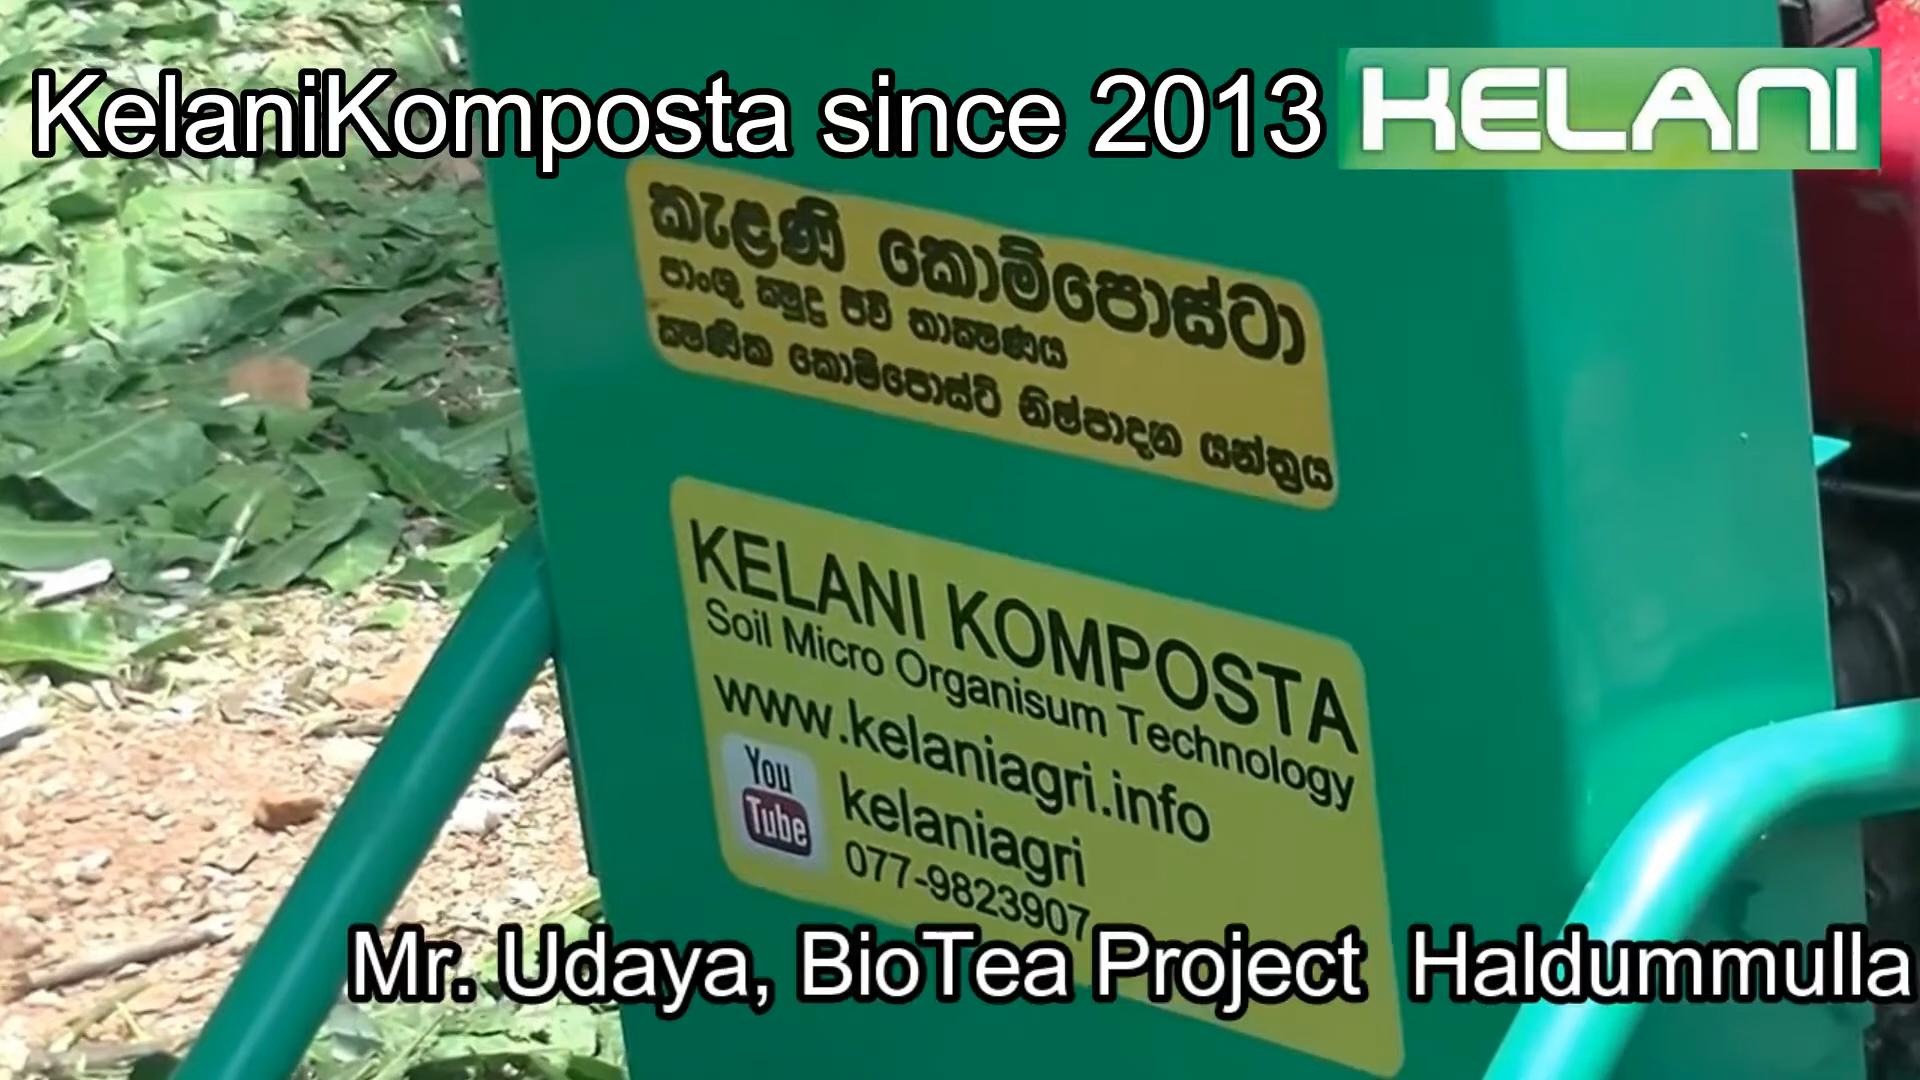 KelaniKomposta since 2013
KELANI
කැළණි කොම්පොස්ටා
පාංශු ක්ෂුද්‍ර ජීවී තාක්ෂණය
ක්ෂණික කොම්පොස්ට් නිෂ්පාදන යන්ත්‍රය
KELANI KOMPOSTA
Soil Micro Organisum Technology
www.kelaniagri.info
You
Tube
kelaniagri
077-9823907
Mr. Udaya, BioTea Project Haldummulla